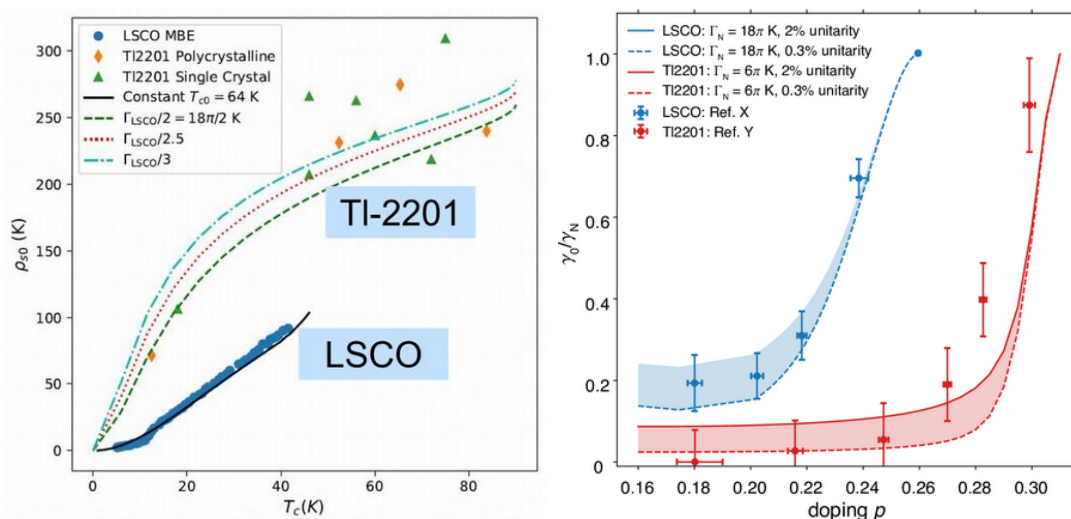 LSCO MBE
Tl2201 Polycrystalline
Tl2201 Single Crystal
Constant T_c0 = 64 K
Γ_LSCO/2 = 18π/2 K
Γ_LSCO/2.5
Γ_LSCO/3
Tl-2201
LSCO
300
250
200
150
100
50
0
ρ_s0 (K)
0 20 40 60 80
T_c(K)
LSCO: Γ_N = 18π K, 2% unitarity
LSCO: Γ_N = 18π K, 0.3% unitarity
Tl2201: Γ_N = 6π K, 2% unitarity
Tl2201: Γ_N = 6π K, 0.3% unitarity
LSCO: Ref. X
Tl2201: Ref. Y
1.0
0.8
0.6
0.4
0.2
0
γ_0/γ_N
0.16 0.18 0.20 0.22 0.24 0.26 0.28 0.30
doping p